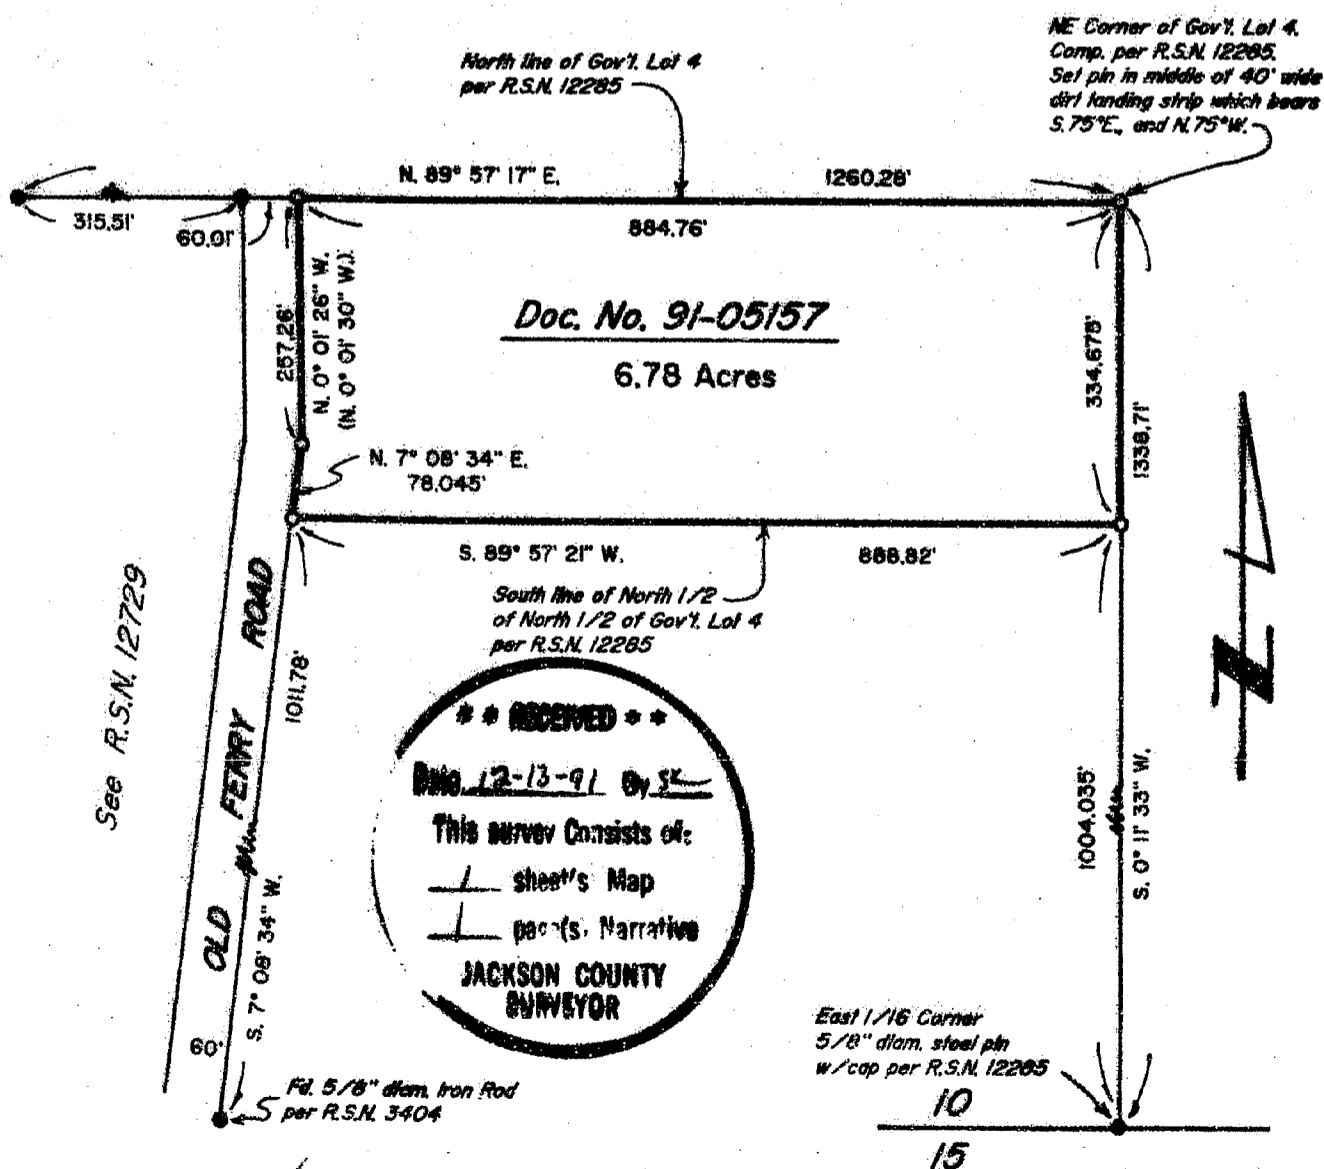 North line of Gov't. Lot 4
per R.S.N. 12285
NE Corner of Gov't. Lot 4.
Comp. per R.S.N. 12285.
Set pin in middle of 40' wide
dirt landing strip which bears
S.75°E., and N.75°W.
N. 89° 57' 17" E.
1260.28'
315.51'
60.01'
884.76'
257.26'
N. 0° 01' 26" W.
(N. 0° 01' 30" W.)
Doc. No. 91-05157
6.78 Acres
334.675'
1338.71'
N. 7° 08' 34" E.
78.045'
S. 89° 57' 21" W.
888.82'
South line of North 1/2
of North 1/2 of Gov't. Lot 4
per R.S.N. 12285
See R.S.N. 12729
OLD FERRY ROAD
1011.78'
S. 7° 08' 34" W.
60'
* * RECEIVED * *
Date 12-13-91 By SK
This survey Consists of:
1 sheet's Map
1 page(s, Narrative
JACKSON COUNTY
SURVEYOR
1004.035'
S. 0° 11' 33" W.
Z
East 1/16 Corner
5/8" diam. steel pin
w/cap per R.S.N. 12285
10
15
Fd. 5/8" diam. Iron Rod
per R.S.N. 3404